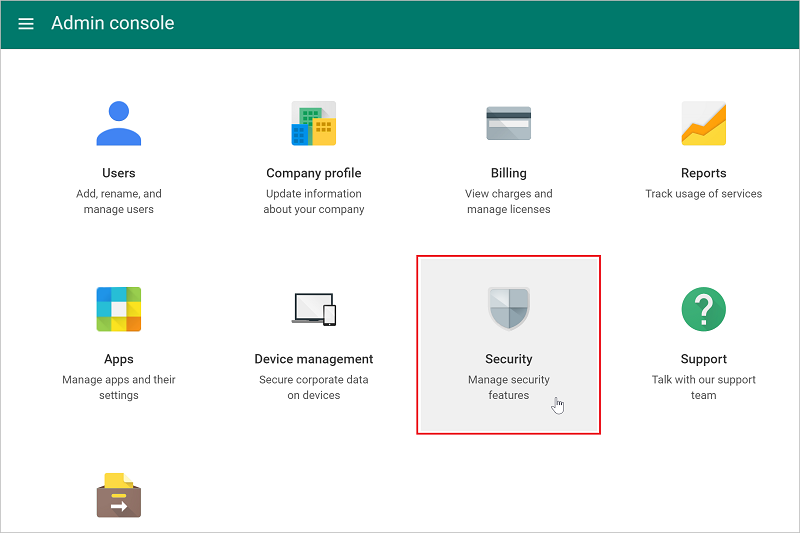 Admin console
Users
Add, rename, and
manage users
Company profile
Update information
about your company
Billing
View charges and
manage licenses
Reports
Track usage of services
Apps
Manage apps and their
settings
Device management
Secure corporate data
on devices
Security
Manage security
features
Support
Talk with our support
team